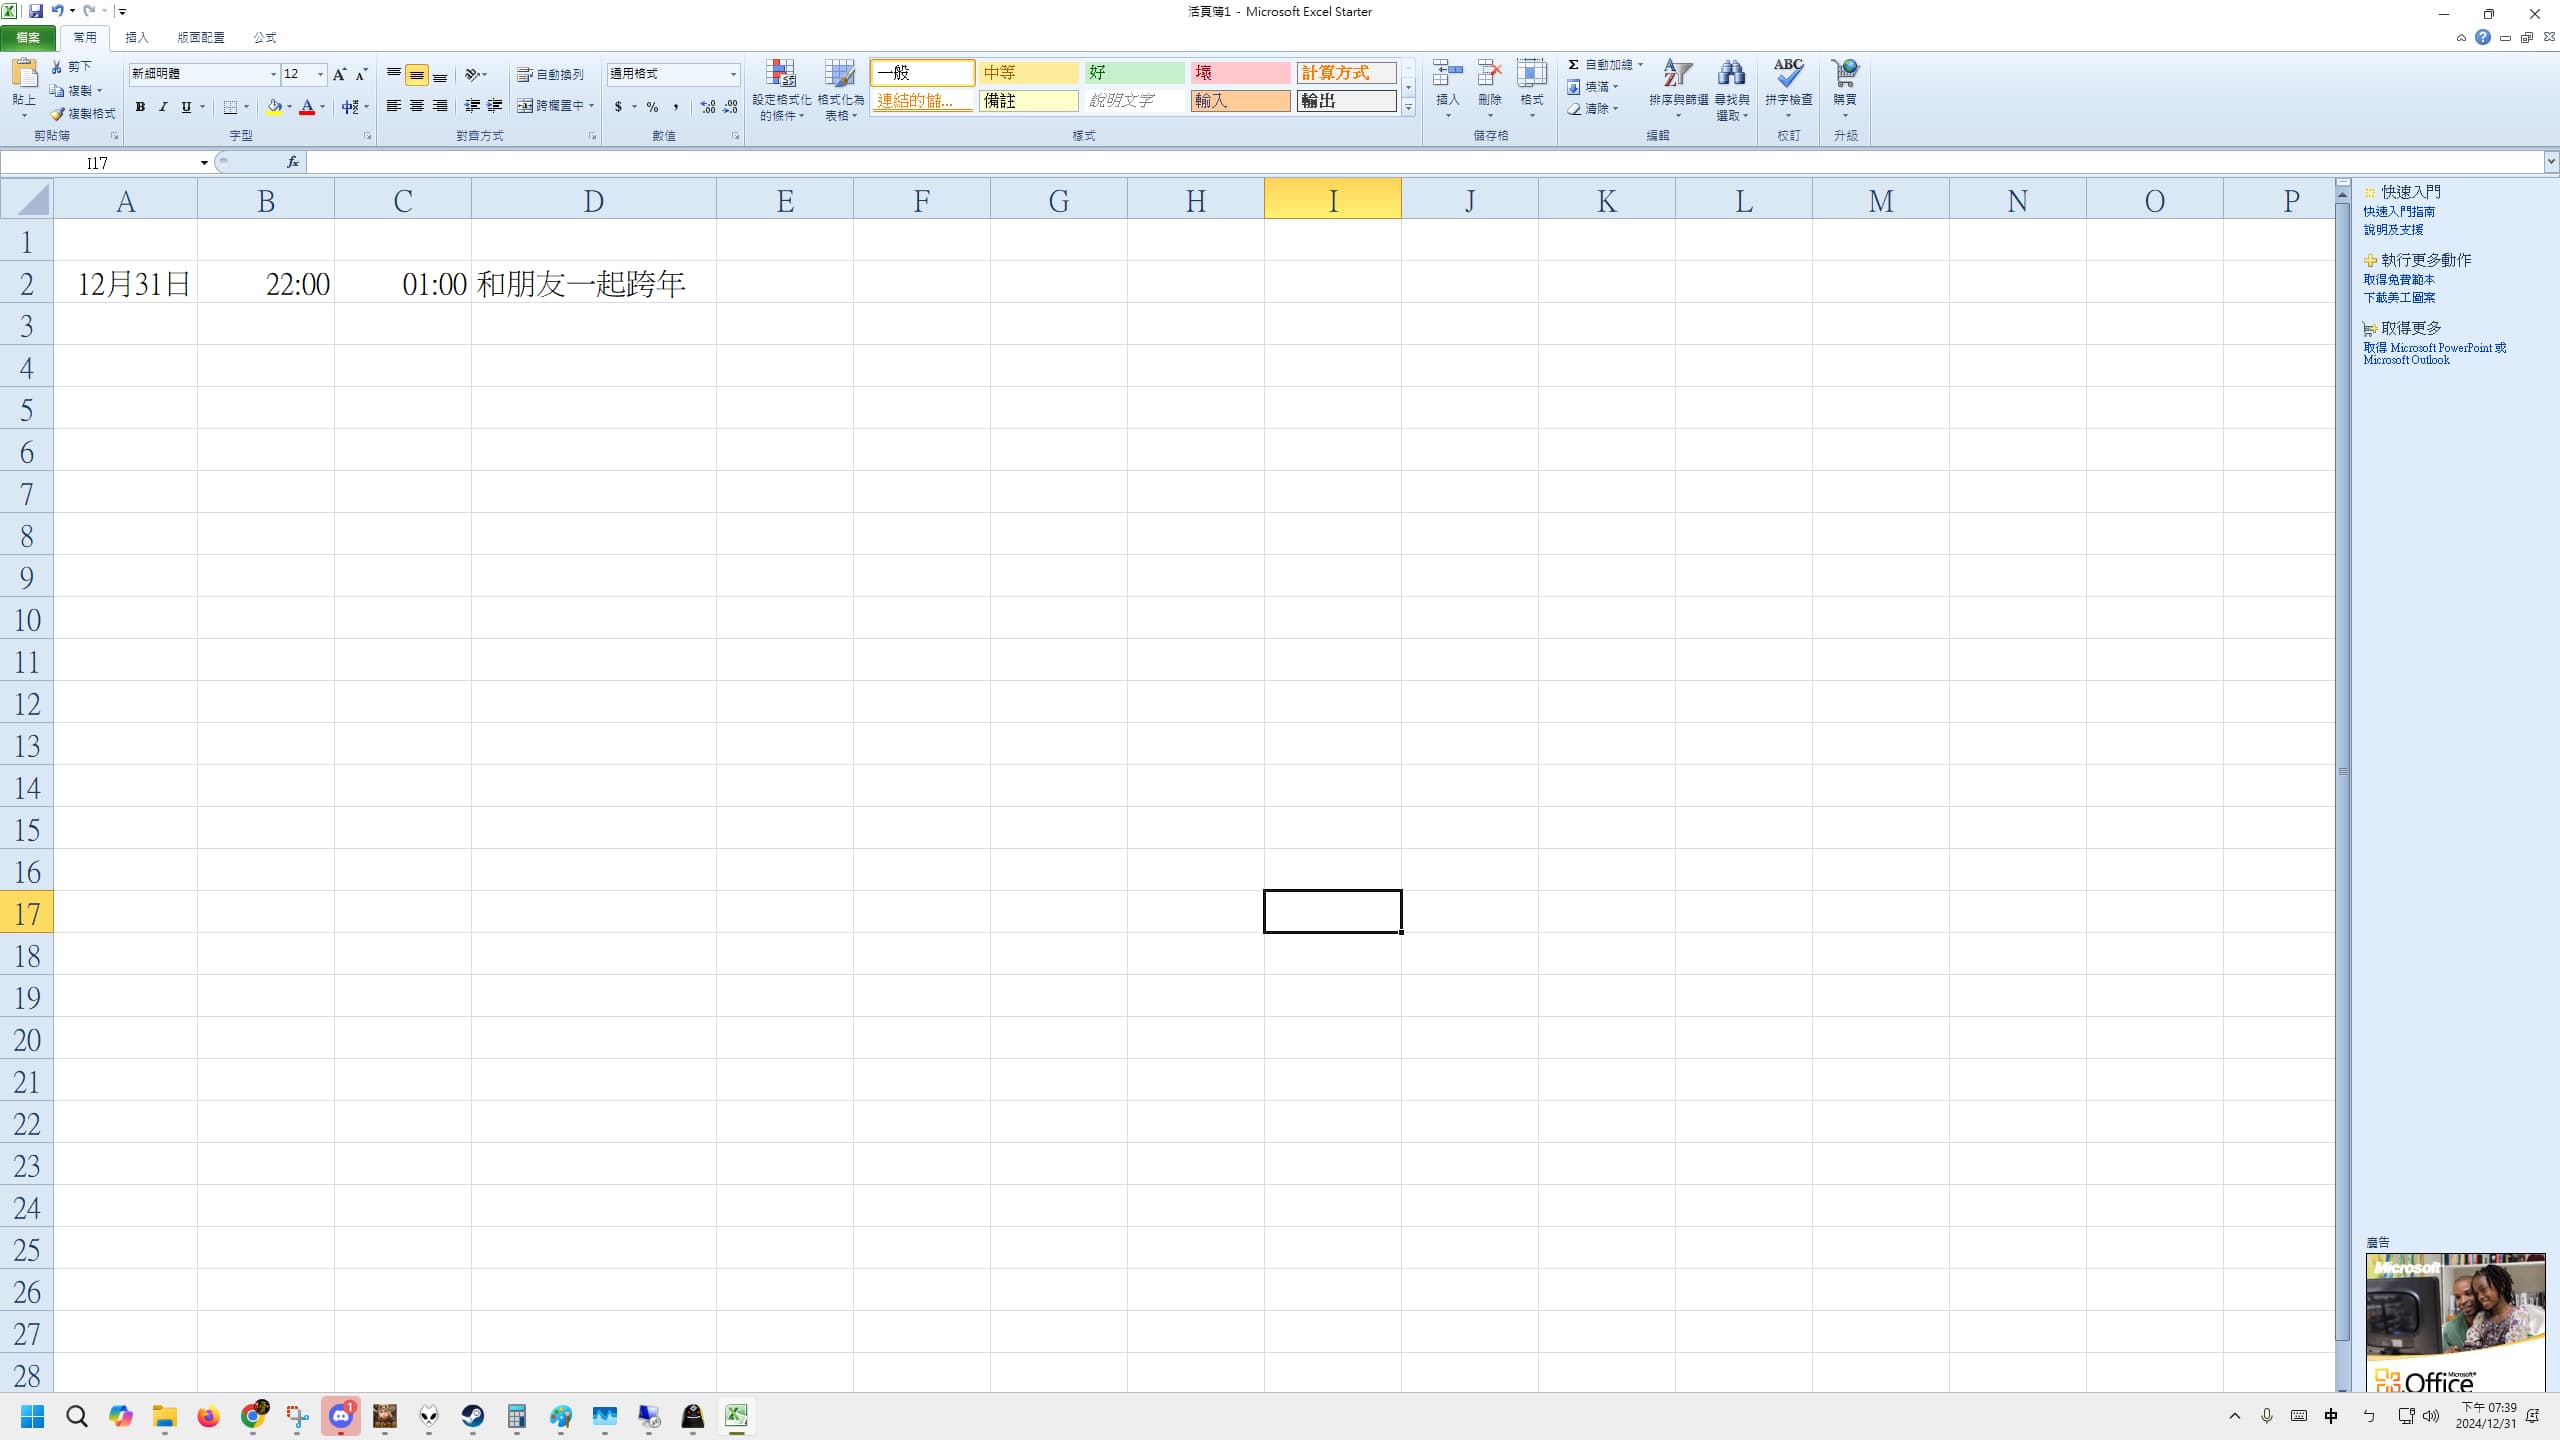 活頁簿1 - Microsoft Excel Starter
檔案 常用 插入 版面配置 公式
貼上 剪下 複製 複製格式 剪貼簿
新細明體 12 B I U 字型
自動換列 跨欄置中 對齊方式
通用格式 $ % , 數值
設定格式化的條件 格式化為表格
一般 中等 好 壞 計算方式
連結的儲... 備註 說明文字 輸入 輸出
樣式
插入 刪除 格式 儲存格
Σ 自動加總 填滿 清除 排序與篩選 尋找與選取 編輯
ABC 拼字檢查 校訂
購買 升級
I17 fx
A B C D E F G H I J K L M N O P
1
2 12月31日 22:00 01:00 和朋友一起跨年
3
4
5
6
7
8
9
10
11
12
13
14
15
16
17
18
19
20
21
22
23
24
25
26
27
28
快速入門
快速入門指南
說明及支援
執行更多動作
取得免費範本
下載美工圖案
取得更多
取得 Microsoft PowerPoint 或
Microsoft Outlook
廣告
Microsoft
Microsoft®
Office
1
中 ㄣ
下午 07:39
2024/12/31